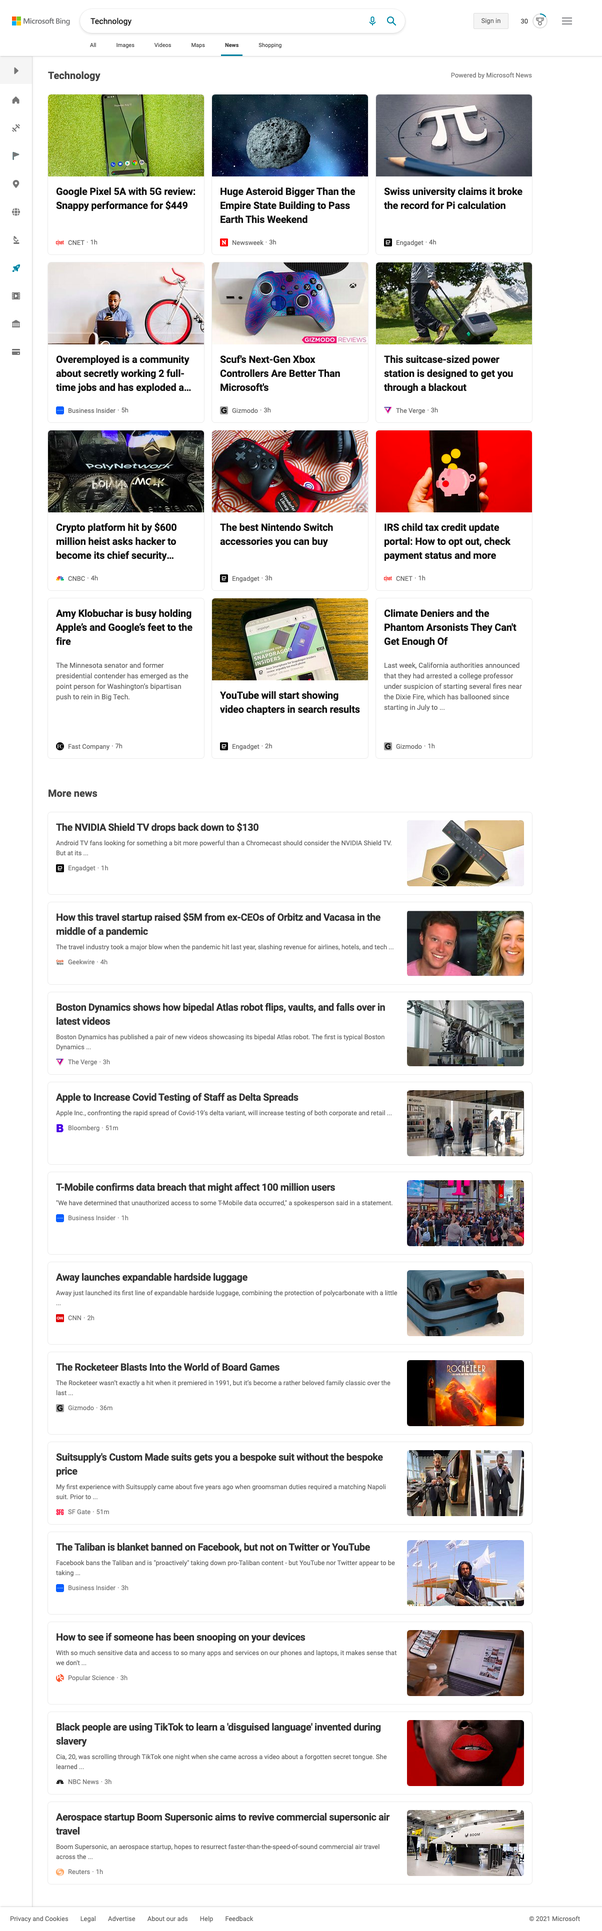 Microsoft Bing
Technology
Sign in
30
All
Images
Videos
Maps
News
Shopping
Technology
Powered by Microsoft News
Google Pixel 5A with 5G review:
Snappy performance for $449
CNET · 1h
Huge Asteroid Bigger Than the
Empire State Building to Pass
Earth This Weekend
Newsweek · 3h
Swiss university claims it broke
the record for Pi calculation
Engadget · 4h
Overemployed is a community
about secretly working 2 full-
time jobs and has exploded a...
Business Insider · 5h
GIZMODO REVIEWS
Scuf's Next-Gen Xbox
Controllers Are Better Than
Microsoft's
Gizmodo · 3h
This suitcase-sized power
station is designed to get you
through a blackout
The Verge · 3h
PolyNetwork
Crypto platform hit by $600
million heist asks hacker to
become its chief security...
CNBC · 4h
The best Nintendo Switch
accessories you can buy
Engadget · 3h
IRS child tax credit update
portal: How to opt out, check
payment status and more
CNET · 1h
Amy Klobuchar is busy holding
Apple's and Google's feet to the
fire
The Minnesota senator and former
presidential contender has emerged as the
point person for Washington's bipartisan
push to rein in Big Tech.
Fast Company · 7h
SNAPDRAGON
INSIDERS
YouTube will start showing
video chapters in search results
Engadget · 2h
Climate Deniers and the
Phantom Arsonists They Can't
Get Enough Of
Last week, California authorities announced
that they had arrested a college professor
under suspicion of starting several fires near
the Dixie Fire, which has ballooned since
starting in July to ...
Gizmodo · 1h
More news
The NVIDIA Shield TV drops back down to $130
Android TV fans looking for something a bit more powerful than a Chromecast should consider the NVIDIA Shield TV.
But at its ...
Engadget · 1h
How this travel startup raised $5M from ex-CEOs of Orbitz and Vacasa in the
middle of a pandemic
The travel industry took a major blow when the pandemic hit last year, slashing revenue for airlines, hotels, and tech ...
Geekwire · 4h
Boston Dynamics shows how bipedal Atlas robot flips, vaults, and falls over in
latest videos
Boston Dynamics has published a pair of new videos showcasing its bipedal Atlas robot. The first is typical Boston
Dynamics ...
The Verge · 3h
Apple to Increase Covid Testing of Staff as Delta Spreads
Apple Inc., confronting the rapid spread of Covid-19's delta variant, will increase testing of both corporate and retail ...
Bloomberg · 51m
T-Mobile confirms data breach that might affect 100 million users
"We have determined that unauthorized access to some T-Mobile data occurred," a spokesperson said in a statement.
Business Insider · 1h
Away launches expandable hardside luggage
Away just launched its first line of expandable hardside luggage, combining the protection of polycarbonate with a little
...
CNN · 2h
The Rocketeer Blasts Into the World of Board Games
The Rocketeer wasn't exactly a hit when it premiered in 1991, but it's become a rather beloved family classic over the
last ...
Gizmodo · 36m
ROCKETEER
Suitsupply's Custom Made suits gets you a bespoke suit without the bespoke
price
My first experience with Suitsupply came about five years ago when groomsman duties required a matching Napoli
suit. Prior to ...
SF Gate · 51m
The Taliban is blanket banned on Facebook, but not on Twitter or YouTube
Facebook bans the Taliban and is "proactively" taking down pro-Taliban content - but YouTube nor Twitter appear to be
taking ...
Business Insider · 3h
How to see if someone has been snooping on your devices
With so much sensitive data and access to so many apps and services on our phones and laptops, it makes sense that
we don't ...
Popular Science · 3h
Black people are using TikTok to learn a 'disguised language' invented during
slavery
Cia, 20, was scrolling through TikTok one night when she came across a video about a forgotten secret tongue. She
learned ...
NBC News · 3h
Aerospace startup Boom Supersonic aims to revive commercial supersonic air
travel
Boom Supersonic, an aerospace startup, hopes to resurrect faster-than-the-speed-of-sound commercial air travel
across the ...
Reuters · 1h
BOOM
Privacy and Cookies
Legal
Advertise
About our ads
Help
Feedback
© 2021 Microsoft